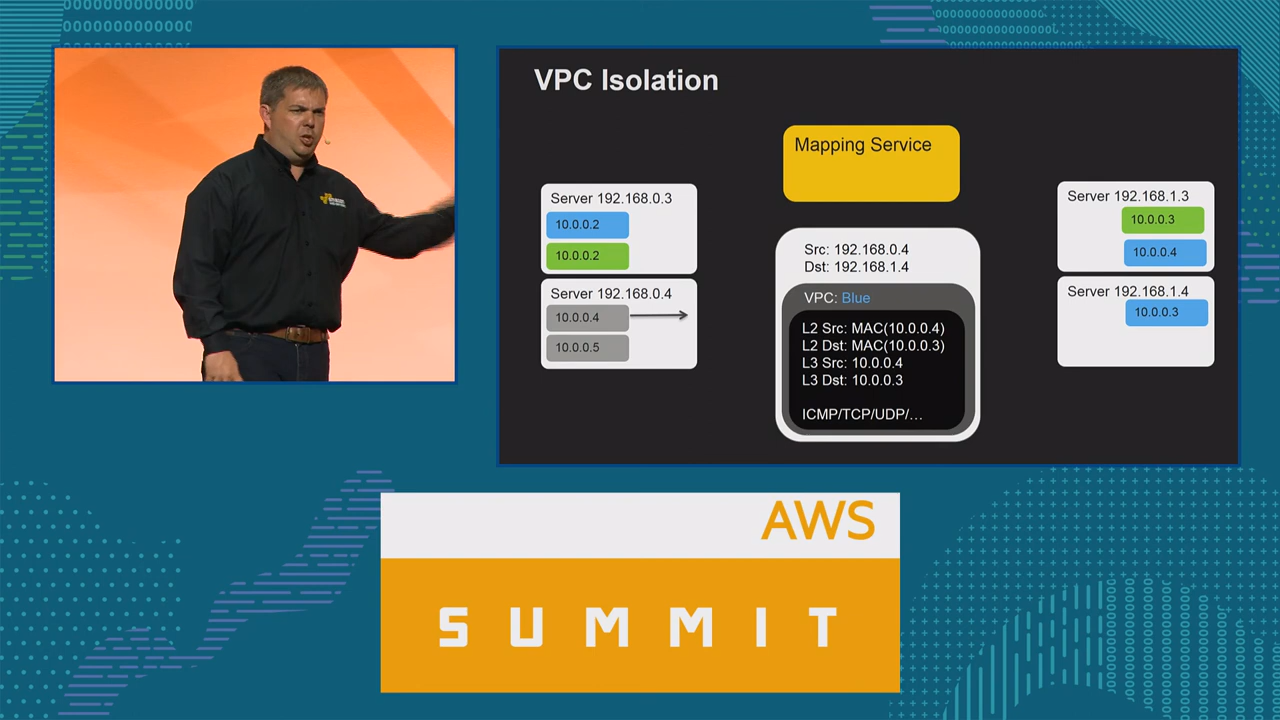 VPC Isolation
Mapping Service
Server 192.168.0.3
10.0.0.2
10.0.0.2
Server 192.168.0.4
10.0.0.4
10.0.0.5
Src: 192.168.0.4
Dst: 192.168.1.4
VPC: Blue
L2 Src: MAC(10.0.0.4)
L2 Dst: MAC(10.0.0.3)
L3 Src: 10.0.0.4
L3 Dst: 10.0.0.3
ICMP/TCP/UDP/…
Server 192.168.1.3
10.0.0.3
10.0.0.4
Server 192.168.1.4
10.0.0.3
AWS
SUMMIT